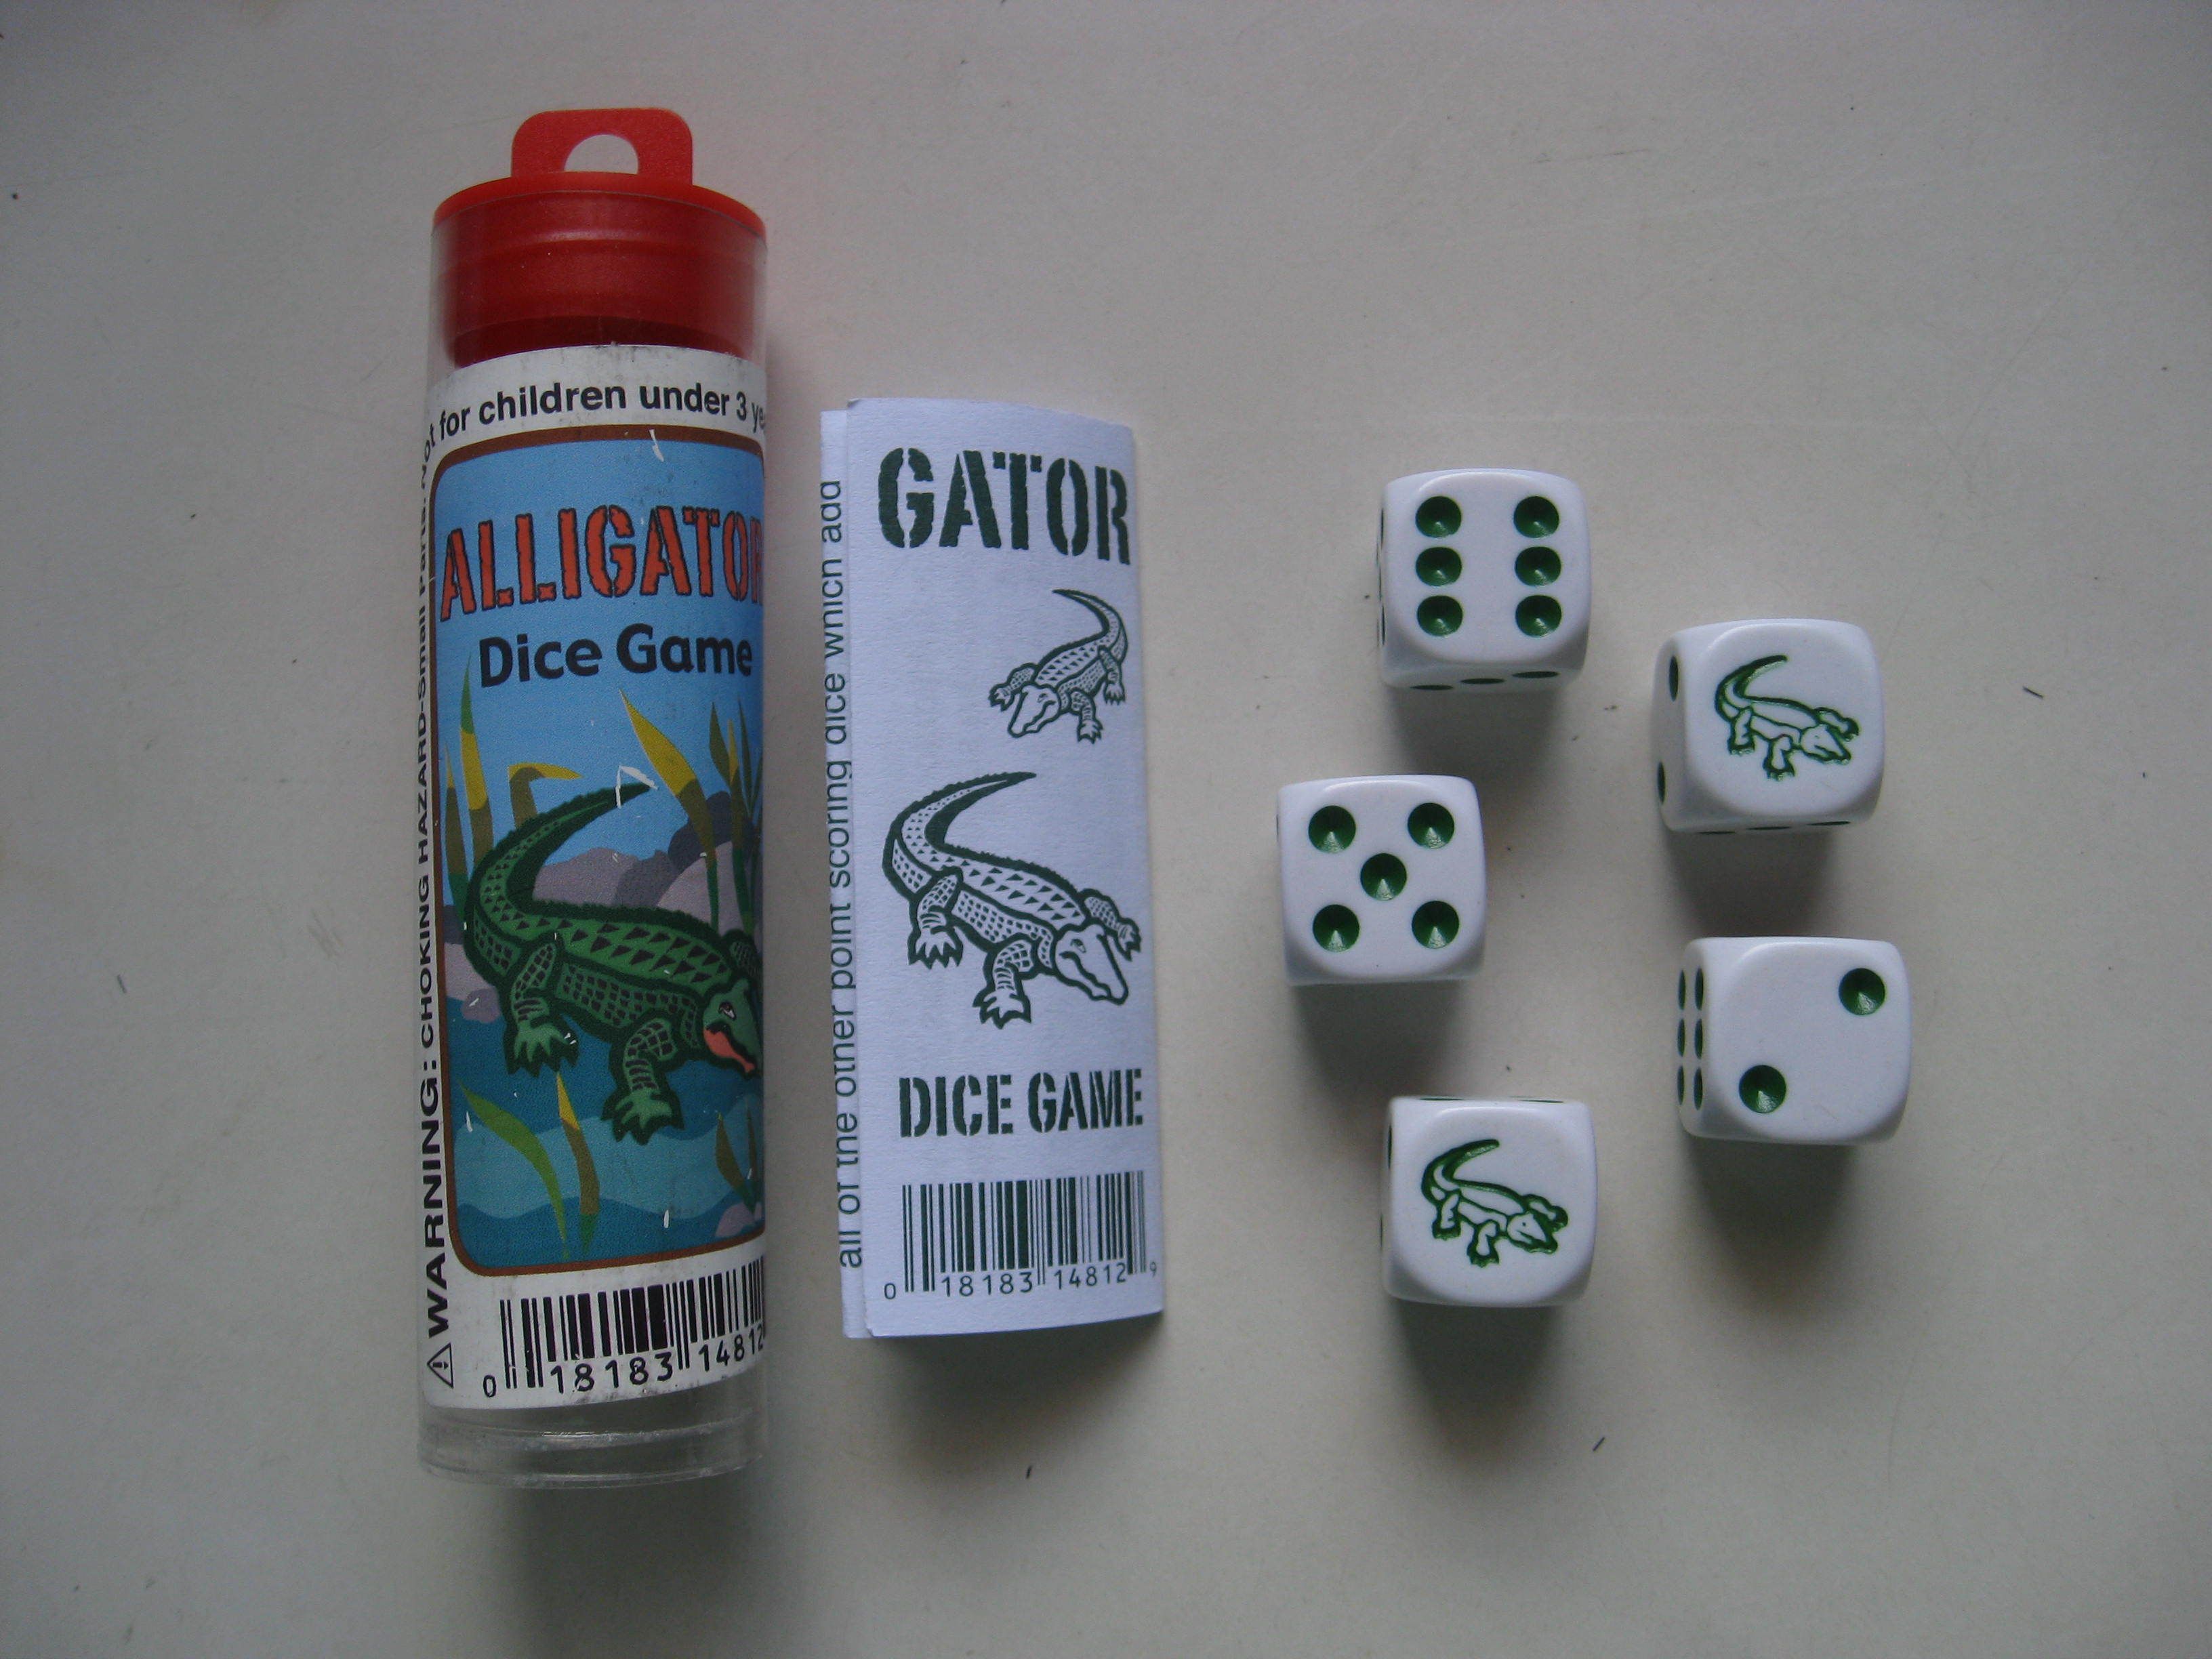 t for children under 3 ye
ALLIGATOR
Dice Game
⚠ WARNING: CHOKING HAZARD-Small Parts. Not
0 18183 14812
all of the other point scoring dice which add
GATOR
DICE GAME
0 18183 14812 9